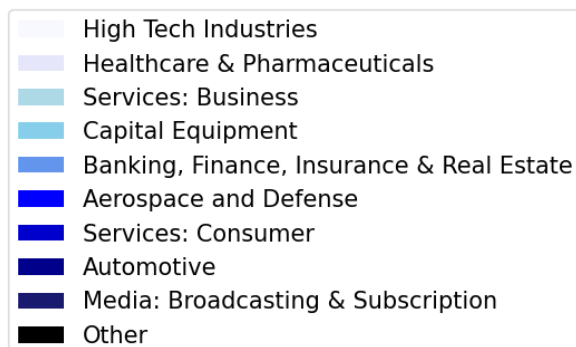 High Tech Industries
Healthcare & Pharmaceuticals
Services: Business
Capital Equipment
Banking, Finance, Insurance & Real Estate
Aerospace and Defense
Services: Consumer
Automotive
Media: Broadcasting & Subscription
Other